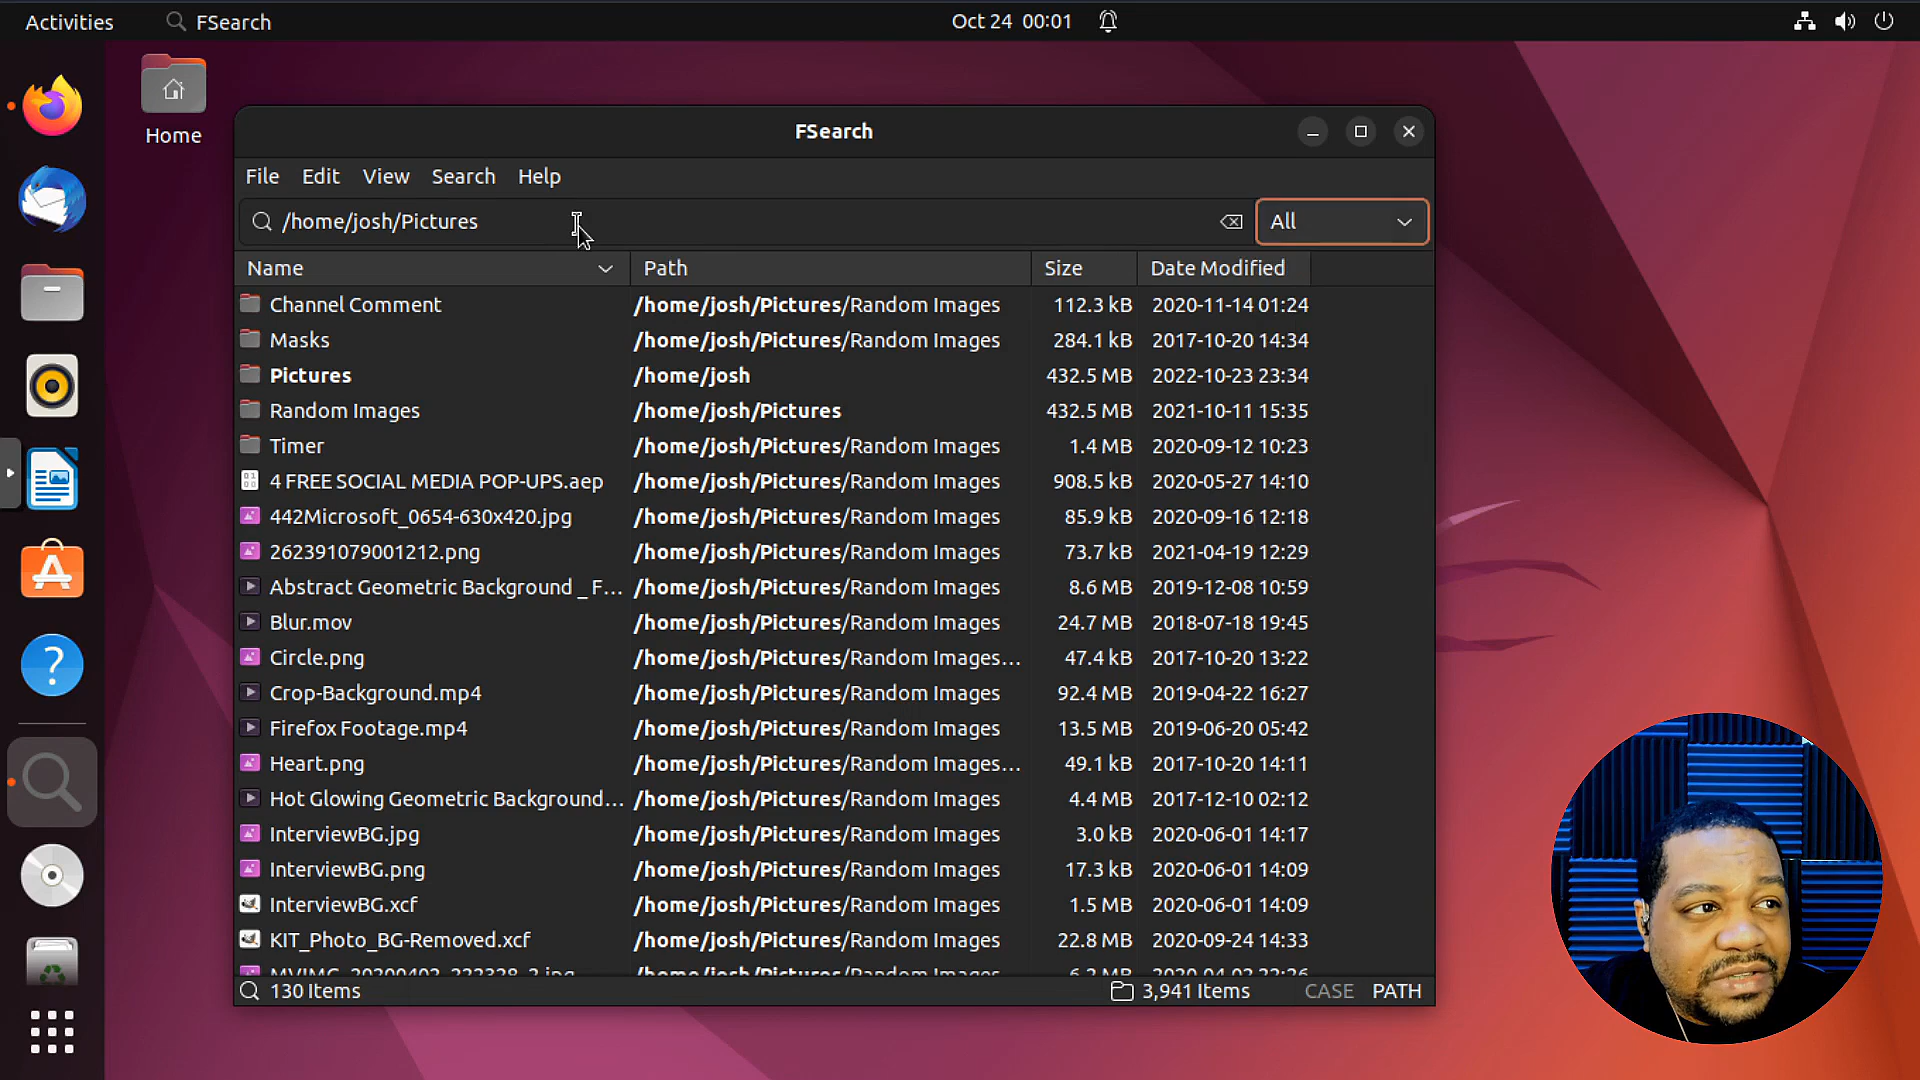 Activities FSearch Oct 24 00:01
Home
FSearch
File Edit View Search Help
/home/josh/Pictures All
Name Path Size Date Modified
Channel Comment /home/josh/Pictures/Random Images 112.3 kB 2020-11-14 01:24
Masks /home/josh/Pictures/Random Images 284.1 kB 2017-10-20 14:34
Pictures /home/josh 432.5 MB 2022-10-23 23:34
Random Images /home/josh/Pictures 432.5 MB 2021-10-11 15:35
Timer /home/josh/Pictures/Random Images 1.4 MB 2020-09-12 10:23
4 FREE SOCIAL MEDIA POP-UPS.aep /home/josh/Pictures/Random Images 908.5 kB 2020-05-27 14:10
442Microsoft_0654-630x420.jpg /home/josh/Pictures/Random Images 85.9 kB 2020-09-16 12:18
262391079001212.png /home/josh/Pictures/Random Images 73.7 kB 2021-04-19 12:29
Abstract Geometric Background _ F... /home/josh/Pictures/Random Images 8.6 MB 2019-12-08 10:59
Blur.mov /home/josh/Pictures/Random Images 24.7 MB 2018-07-18 19:45
Circle.png /home/josh/Pictures/Random Images... 47.4 kB 2017-10-20 13:22
Crop-Background.mp4 /home/josh/Pictures/Random Images 92.4 MB 2019-04-22 16:27
Firefox Footage.mp4 /home/josh/Pictures/Random Images 13.5 MB 2019-06-20 05:42
Heart.png /home/josh/Pictures/Random Images... 49.1 kB 2017-10-20 14:11
Hot Glowing Geometric Background... /home/josh/Pictures/Random Images 4.4 MB 2017-12-10 02:12
InterviewBG.jpg /home/josh/Pictures/Random Images 3.0 kB 2020-06-01 14:17
InterviewBG.png /home/josh/Pictures/Random Images 17.3 kB 2020-06-01 14:09
InterviewBG.xcf /home/josh/Pictures/Random Images 1.5 MB 2020-06-01 14:09
KIT_Photo_BG-Removed.xcf /home/josh/Pictures/Random Images 22.8 MB 2020-09-24 14:33
/home/josh/Pictures/Random Images
130 Items 3,941 Items CASE PATH